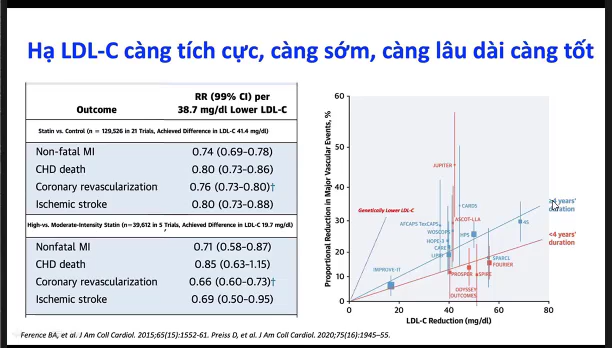 Hạ LDL-C càng tích cực, càng sớm, càng lâu dài càng tốt
Outcome
RR (99% CI) per
38.7 mg/dl Lower LDL-C
Statin vs Control (n = 129,526 in 21 Trials, Achieved Difference in LDL-C 41.4 mg/dl)
Non-fatal MI 0.74 (0.69–0.78)
CHD death 0.80 (0.73–0.86)
Coronary revascularization 0.76 (0.73–0.80)†
Ischemic stroke 0.80 (0.73–0.88)
High-vs. Moderate-Intensity Statin (n=39,612 in 5 Trials, Achieved Difference in LDL-C 19.7 mg/dl)
Nonfatal MI 0.71 (0.58–0.87)
CHD death 0.85 (0.63–1.15)
Coronary revascularization 0.66 (0.60–0.73)†
Ischemic stroke 0.69 (0.50–0.95)
Proportional Reduction in Major Vascular Events, %
60
50
40
30
20
10
0
JUPITER
CARDS
Genetically Lower LDL-C
ASCOT-LLA
AFCAPS TexCAPS
WOSCOPS
HPS
4S
HOPE-3
CARE
LIPID
SPARCL
FOURIER
IMPROVE-IT
PROSPER
SPIRE
ODYSSEY
OUTCOMES
years'
duration
<4 years'
duration
0 20 40 60 80
LDL-C Reduction (mg/dl)
Ference BA, et al. J Am Coll Cardiol. 2015;65(15):1552-61. Preiss D, et al. J Am Coll Cardiol. 2020;75(16):1945–55.